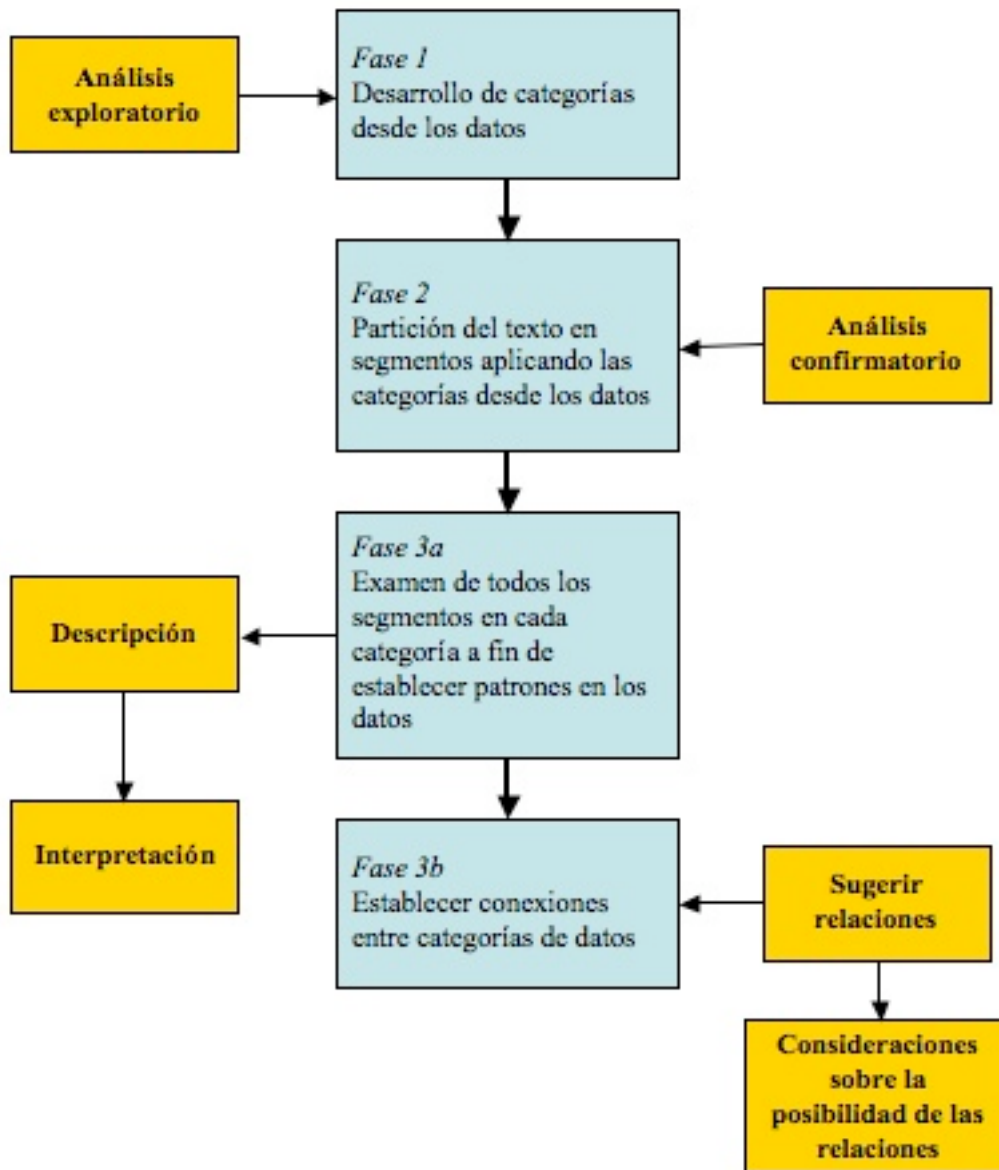 Análisis
exploratorio
Fase 1
Desarrollo de categorías
desde los datos
Fase 2
Partición del texto en
segmentos aplicando las
categorías desde los datos
Análisis
confirmatorio
Fase 3a
Examen de todos los
segmentos en cada
categoría a fin de
establecer patrones en los
datos
Descripción
Interpretación
Fase 3b
Establecer conexiones
entre categorías de datos
Sugerir
relaciones
Consideraciones
sobre la
posibilidad de las
relaciones